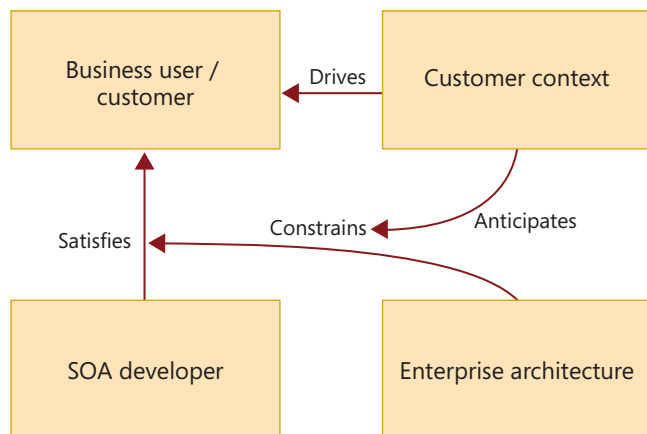 Business user /
customer
Drives
Customer context
Satisfies
Constrains
Anticipates
SOA developer
Enterprise architecture